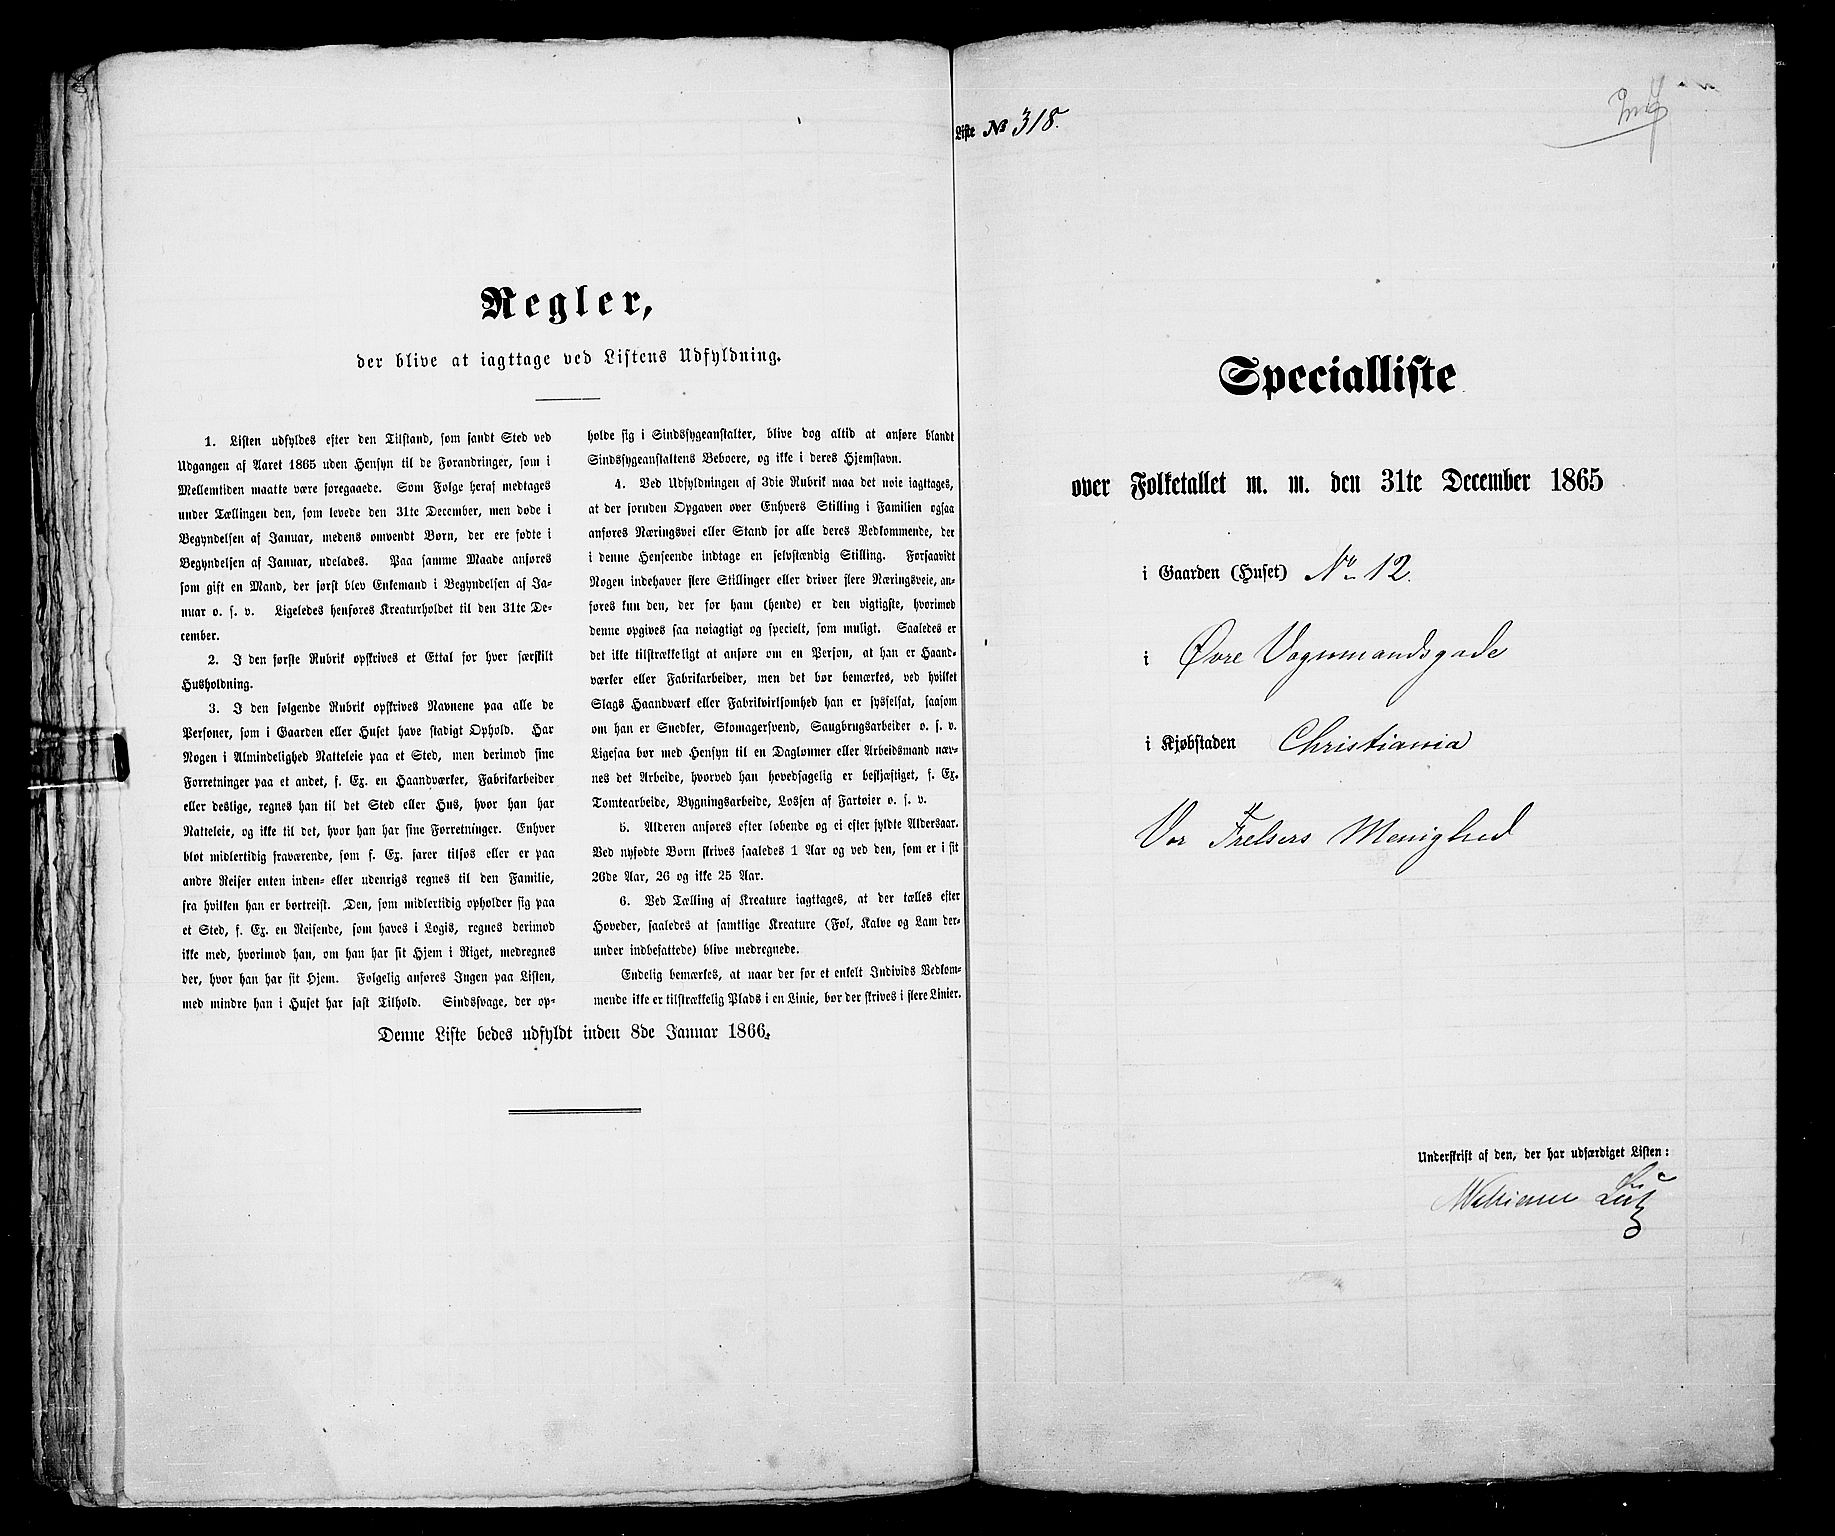 Regler,
der blive at iagttage ved Listens Udfyldning.
1. Listen udfyldes efter den Tilstand, som fandt Sted ved
Udgangen af Aaret 1865 uden Hensyn til de Forandringer, som i
Mellemtiden maatte være foregaaede. Som Følge heraf medtages
under Tællingen den, som levede den 31te December, men døde i
Begyndelsen af Januar, medens omvendt Børn, der ere fødte i
Begyndelsen af Januar, udelades. Paa samme Maade anføres
som gift en Mand, der først blev Enkemand i Begyndelsen af Ja-
nuar o. s. v. Ligeledes henføres Kreaturholdet til den 31te De-
cember.
2. I den første Rubrik opskrives et Ettal for hver særskilt
Husholdning.
3. I den følgende Rubrik opskrives Navnene paa alle de
Personer, som i Gaarden eller Huset have stadigt Ophold. Har
Nogen i Almindelighed Natteleie paa et Sted, men derimod sine
Forretninger paa et andet, f. Ex. en Haandværker, Fabrikarbeider
eller deslige, regnes han til det Sted eller Hus, hvor han har
Natteleie, og ikke til det, hvor han har sine Forretninger. Enhver
blot midlertidig fraværende, som f. Ex. farer tilsøs eller er paa
andre Reiser enten inden- eller udenrigs regnes til den Familie,
fra hvilken han er bortreist. Den, som midlertidig opholder sig paa
et Sted, f. Ex. en Reisende, som haves i Logis, regnes derimod
ikke med, hvorimod han, om han har sit Hjem i Riget, medregnes
der, hvor han har sit Hjem. Følgelig anføres Ingen paa Listen,
med mindre han i Huset har fast Tilhold. Sindssvage, der op-
holde sig i Sindssygeanstalter, blive dog altid at anføre blandt
Sindssygeanstaltens Beboere, og ikke i deres Hjemstavn.
4. Ved Udfyldningen af 3die Rubrik maa det nøie iagttages,
at der foruden Opgaven over Enhvers Stilling i Familien ogsaa
anføres Næringsvei eller Stand for alle deres Vedkommende, der
i denne Henseende indtage en selvstændig Stilling. Forsaavidt
Nogen indehaver flere Stillinger eller driver flere Næringsveie, an-
føres kun den, der for ham (hende) er den vigtigste, hvorimod
denne opgives saa nøiagtigt og specielt, som muligt. Saaledes er
det ikke tilstrækkeligt at anføre om en Person, at han er Haand-
værker eller Fabrikarbeider, men det bør bemærkes, ved hvilket
Slags Haandværk eller Fabrikvirksomhed han er sysselsat, saasom
om han er Snedker, Skomagersvend, Saugbrugsarbeider o. s. v.
Ligesaa bør med Hensyn til en Daglønner eller Arbeidsmand næv-
nes det Arbeide, hvorved han hovedsagelig er beskjæftiget, f. Ex.
Tomtearbeide, Bygningsarbeide, Lossen af Fartøier o. s. v.
5. Alderen anføres efter løbende og ei efter fyldte Aldersaar.
Ved nyfødte Børn skrives saaledes 1 Aar og ved den, som er i sit
26de Aar, 26 og ikke 25 Aar.
6. Ved Tælling af Kreature iagttages, at der tælles efter
Hoveder, saaledes at samtlige Kreature (Føl, Kalve og Lam der-
under indbefattede) blive medregnede.
Endelig bemærkes, at naar der for et enkelt Individs Vedkom-
mende ikke er tilstrækkelig Plads i en Linie, bør der skrives i flere Linier.
Denne Liste bedes udfyldt inden 8de Januar 1866.
Liste № 318.
Specialliste
over Folketallet m. m. den 31te December 1865
i Gaarden (Huset) No 12.
i Øvre Vognmandsgade
i Kjøbstaden Christiania
Vor Frelsers Menighed
Underskrift af den, der har udfærdiget Listen: